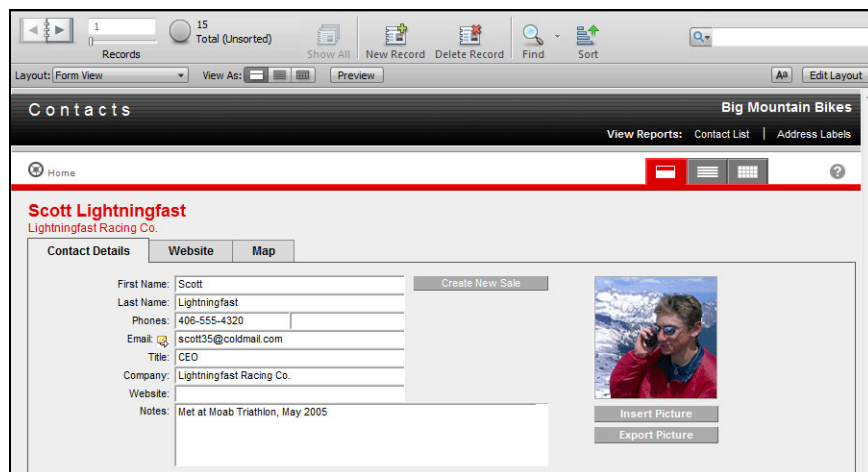 1
15
Total (Unsorted)
Records
Show All
New Record
Delete Record
Find
Sort
Layout: Form View
View As:
Preview
Aa
Edit Layout
Contacts
Big Mountain Bikes
View Reports: Contact List | Address Labels
Home
?
Scott Lightningfast
Lightningfast Racing Co.
Contact Details
Website
Map
First Name: Scott
Create New Sale
Last Name: Lightningfast
Phones: 406-555-4320
Email: scott35@coldmail.com
Title: CEO
Company: Lightningfast Racing Co.
Website:
Notes: Met at Moab Triathlon, May 2005
Insert Picture
Export Picture